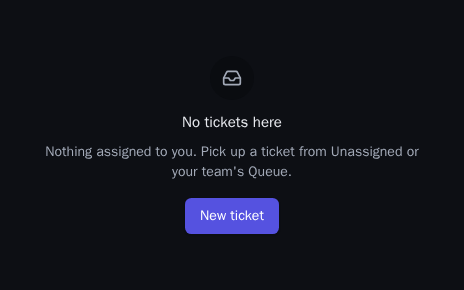 No tickets here
Nothing assigned to you. Pick up a ticket from Unassigned or
your team's Queue.
New ticket